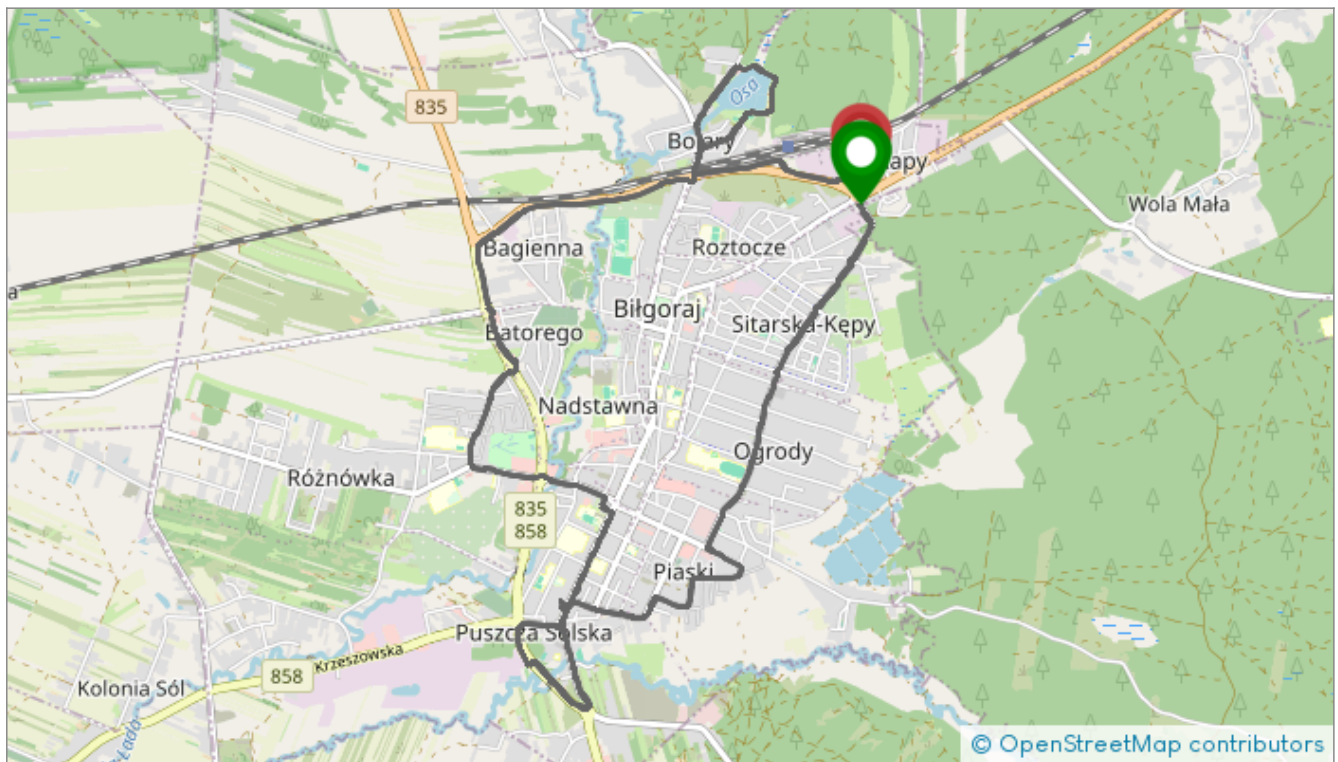 835
Osa
Bojary
Wola Mała
Bagienna
Roztocze
Biłgoraj
Batorego
Sitarska-Kępy
Nadstawna
Różnówka
Ogrody
835
858
Piaski
Puszcza Solska
Krzeszowska
858
Kolonia Sól
© OpenStreetMap contributors